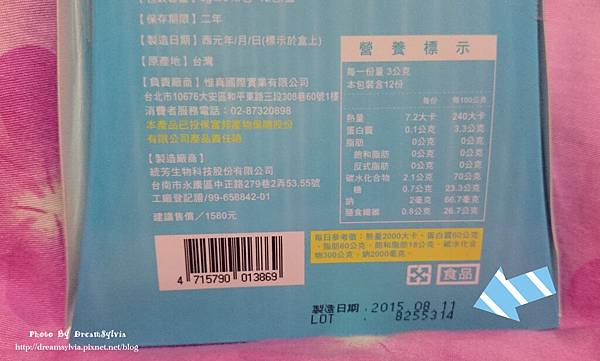 【保存期限】二年
【製造日期】西元年/月/日(標示於盒上)
【原產地】台灣
【負責廠商】惟真國際實業有限公司
台北市10676大安區和平東路三段308巷60號1樓
消費者服務電話:02-87320898
本產品已投保富邦產物保險股份
有限公司產品責任險
【製造廠商】
統芳生物科技股份有限公司
台南市永康區中正路279巷2弄53.55號
工廠登記證/99-656842-01
建議售價/1580元
4 715790 013869
營養標示
每一份量 3公克
本包裝含12份
每份 每100公克
熱量 7.2大卡 240大卡
蛋白質 0.1公克 3.3公克
脂肪 0公克 0公克
飽和脂肪 0公克 0公克
反式脂肪 0公克 0公克
碳水化合物 2.1公克 70公克
糖 0.7公克 23.3公克
鈉 2毫克 66.7毫克
膳食纖維 0.8公克 26.7公克
每日參考值:熱量2000大卡、蛋白質60公克
、脂肪60公克、飽和脂肪18公克、碳水化合
物300公克、鈉2000毫克。
食品
製造日期:2015 08 11
LOT : 8255314
Photo By DreamSylvia
http://dreamsylvia.pixnet.net/blog